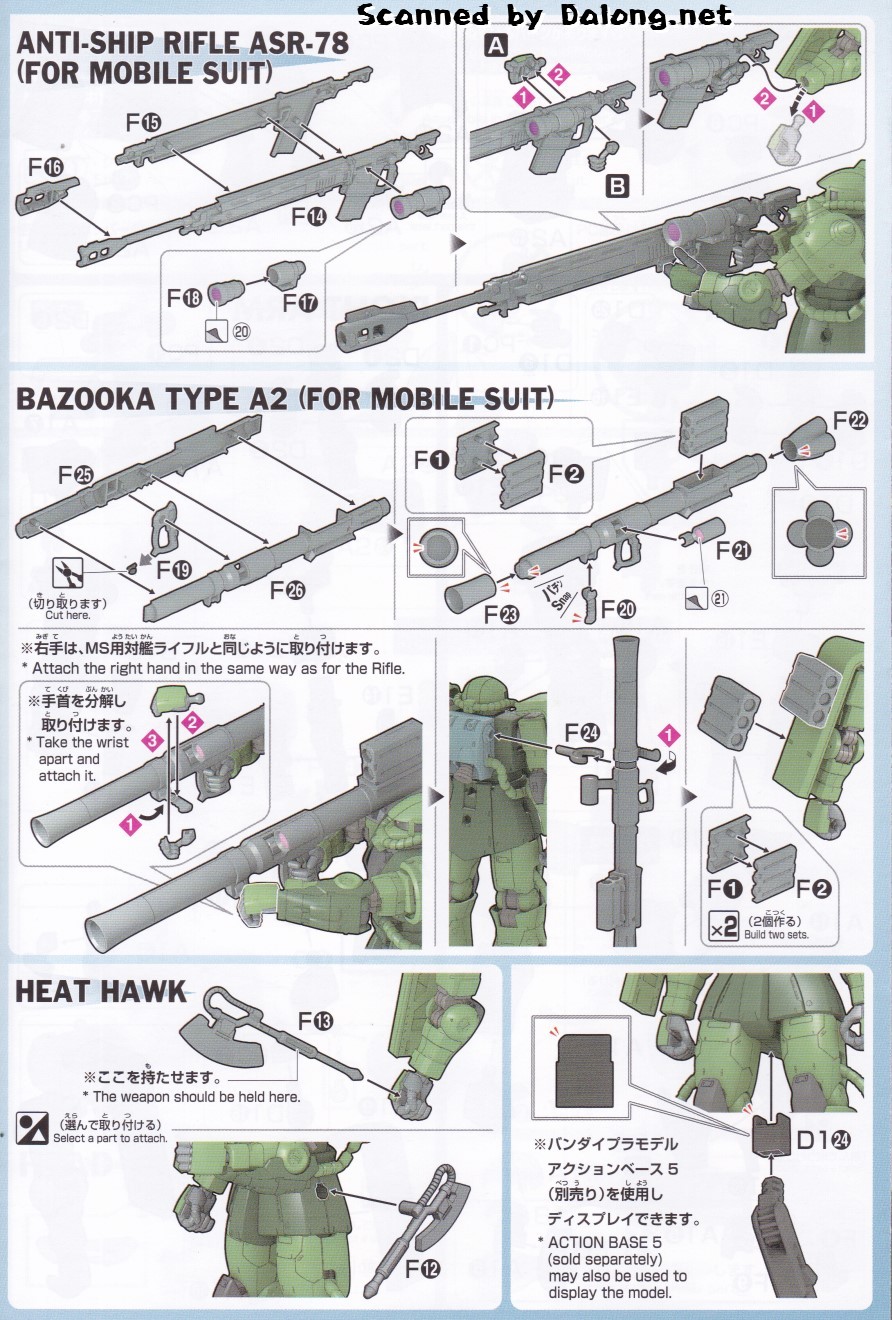 Scanned by Dalong.net
ANTI-SHIP RIFLE ASR-78
(FOR MOBILE SUIT)
F15
F16
F14
F18
F17
⑳
A
1
2
B
2
1
BAZOOKA TYPE A2 (FOR MOBILE SUIT)
F25
F19
(切り取ります)
Cut here.
F26
F1
F2
F22
F21
㉑
F23
パチン
Snap
F20
※右手は、MS用対艦ライフルと同じように取り付けます。
* Attach the right hand in the same way as for the Rifle.
※手首を分解し
取り付けます。
* Take the wrist
apart and
attach it.
1
2
3
F24
1
F1
F2
×2
(2個作る)
Build two sets.
HEAT HAWK
F13
※ここを持たせます。
* The weapon should be held here.
(選んで取り付ける)
Select a part to attach.
F12
D124
※バンダイプラモデル
アクションベース5
(別売り)を使用し
ディスプレイできます。
* ACTION BASE 5
(sold separately)
may also be used to
display the model.